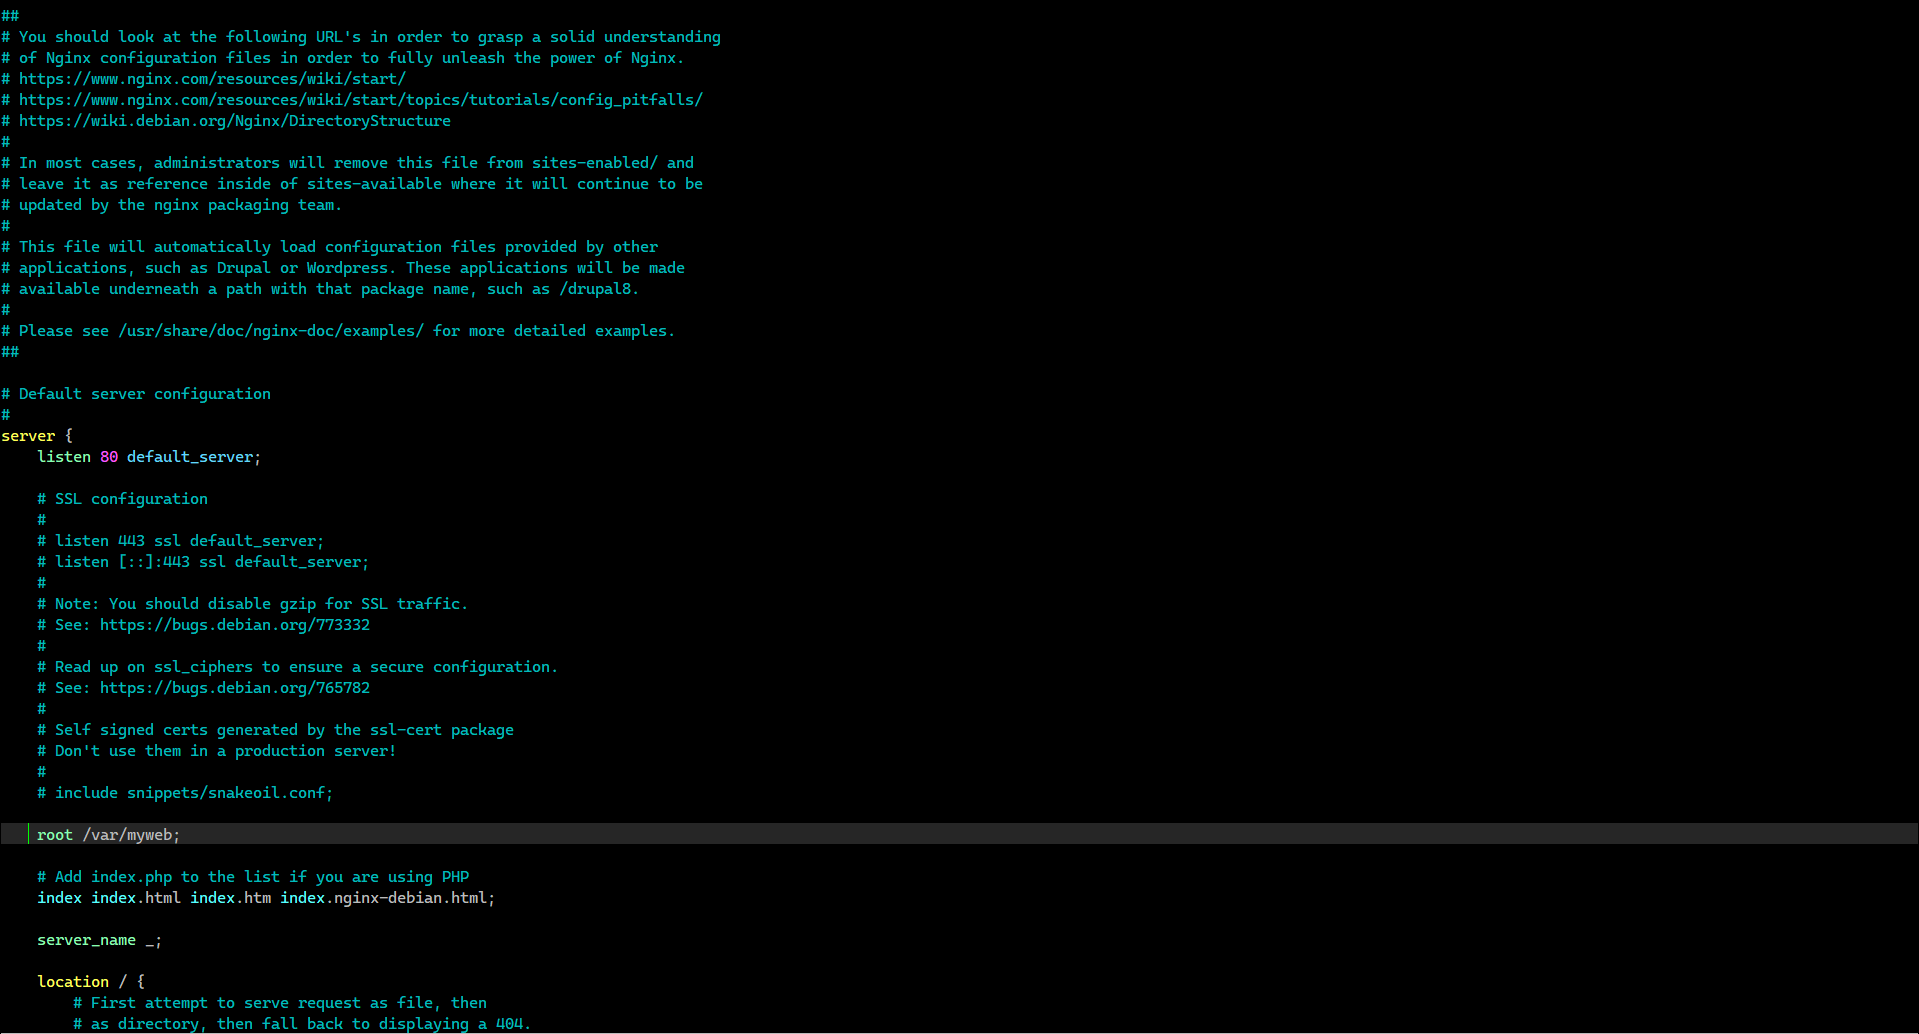 ##
# You should look at the following URL's in order to grasp a solid understanding
# of Nginx configuration files in order to fully unleash the power of Nginx.
# https://www.nginx.com/resources/wiki/start/
# https://www.nginx.com/resources/wiki/start/topics/tutorials/config_pitfalls/
# https://wiki.debian.org/Nginx/DirectoryStructure
#
# In most cases, administrators will remove this file from sites-enabled/ and
# leave it as reference inside of sites-available where it will continue to be
# updated by the nginx packaging team.
#
# This file will automatically load configuration files provided by other
# applications, such as Drupal or Wordpress. These applications will be made
# available underneath a path with that package name, such as /drupal8.
#
# Please see /usr/share/doc/nginx-doc/examples/ for more detailed examples.
##

# Default server configuration
#
server {
    listen 80 default_server;

    # SSL configuration
    #
    # listen 443 ssl default_server;
    # listen [::]:443 ssl default_server;
    #
    # Note: You should disable gzip for SSL traffic.
    # See: https://bugs.debian.org/773332
    #
    # Read up on ssl_ciphers to ensure a secure configuration.
    # See: https://bugs.debian.org/765782
    #
    # Self signed certs generated by the ssl-cert package
    # Don't use them in a production server!
    #
    # include snippets/snakeoil.conf;

    root /var/myweb;

    # Add index.php to the list if you are using PHP
    index index.html index.htm index.nginx-debian.html;

    server_name _;

    location / {
        # First attempt to serve request as file, then
        # as directory, then fall back to displaying a 404.